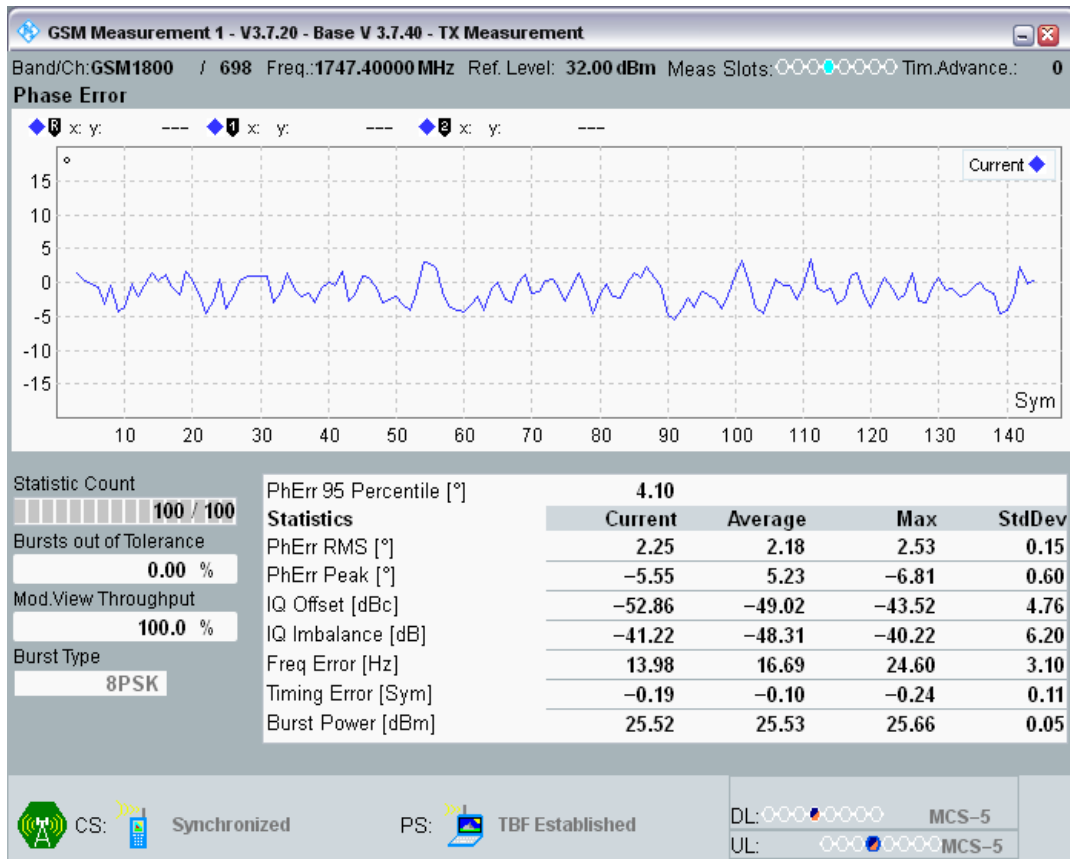 GSM Measurement 1 - V3.7.20 - Base V 3.7.40 - TX Measurement
Band/Ch:GSM1800 / 698 Freq.:1747.40000 MHz Ref. Level: 32.00 dBm Meas Slots: Tim.Advance.: 0
Phase Error
R x: y: --- 1 x: y: --- 2 x: y: ---
°
Current
15
10
5
0
-5
-10
-15
Sym
10 20 30 40 50 60 70 80 90 100 110 120 130 140
Statistic Count
100 / 100
Bursts out of Tolerance
0.00 %
Mod.View Throughput
100.0 %
Burst Type
8PSK
PhErr 95 Percentile [°] 4.10
Statistics Current Average Max StdDev
PhErr RMS [°] 2.25 2.18 2.53 0.15
PhErr Peak [°] −5.55 5.23 −6.81 0.60
IQ Offset [dBc] −52.86 −49.02 −43.52 4.76
IQ Imbalance [dB] −41.22 −48.31 −40.22 6.20
Freq Error [Hz] 13.98 16.69 24.60 3.10
Timing Error [Sym] −0.19 −0.10 −0.24 0.11
Burst Power [dBm] 25.52 25.53 25.66 0.05
CS: Synchronized PS: TBF Established
DL: MCS−5
UL: MCS−5